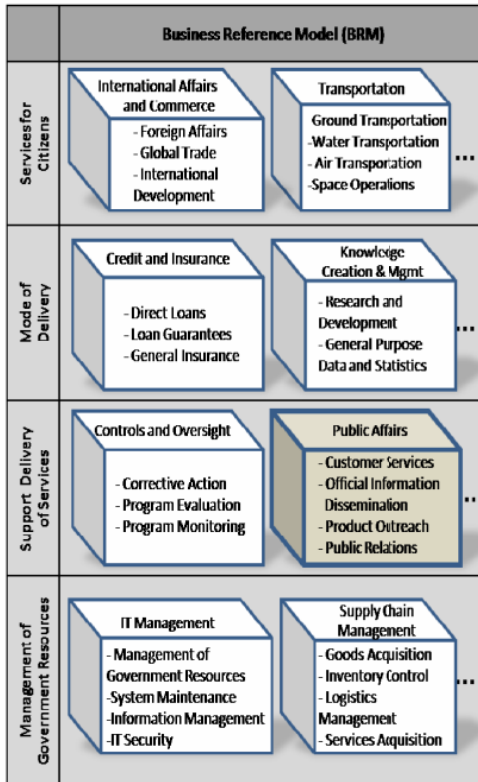 Business Reference Model (BRM)
Services for
Citizens
International Affairs
and Commerce
- Foreign Affairs
- Global Trade
- International
Development
Transportation
Ground Transportation
-Water Transportation
- Air Transportation
-Space Operations
...
Mode of
Delivery
Credit and Insurance
- Direct Loans
- Loan Guarantees
- General Insurance
Knowledge
Creation & Mgmt
- Research and
Development
- General Purpose
Data and Statistics
...
Support Delivery
of Services
Controls and Oversight
- Corrective Action
- Program Evaluation
- Program Monitoring
Public Affairs
- Customer Services
- Official Information
Dissemination
- Product Outreach
- Public Relations
...
Management of
Government Resources
IT Management
- Management of
Government Resources
-System Maintenance
-Information Management
-IT Security
Supply Chain
Management
- Goods Acquisition
- Inventory Control
- Logistics
Management
- Services Acquisition
...